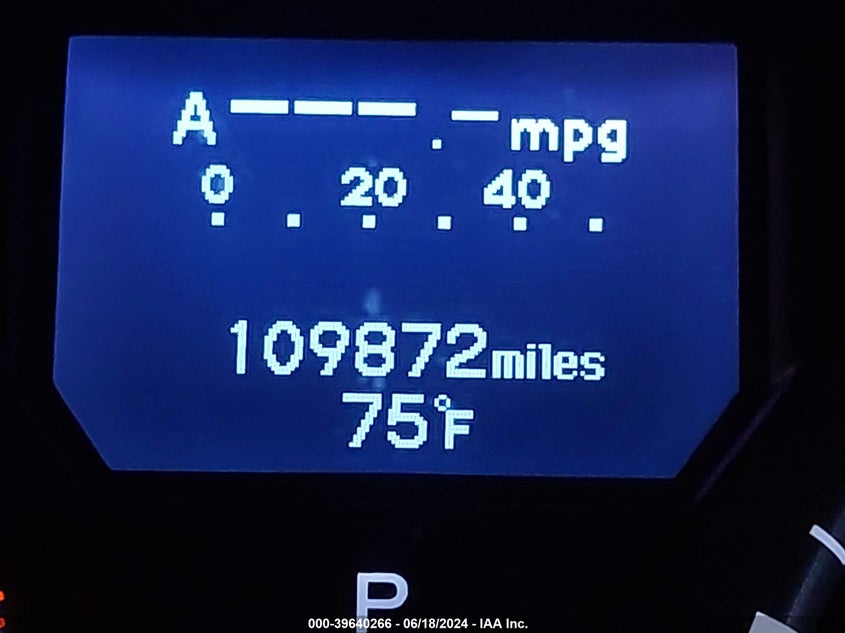 A ---.- mpg
0 20 40
109872miles
75°F
P
000-39640266 - 06/18/2024 - IAA Inc.